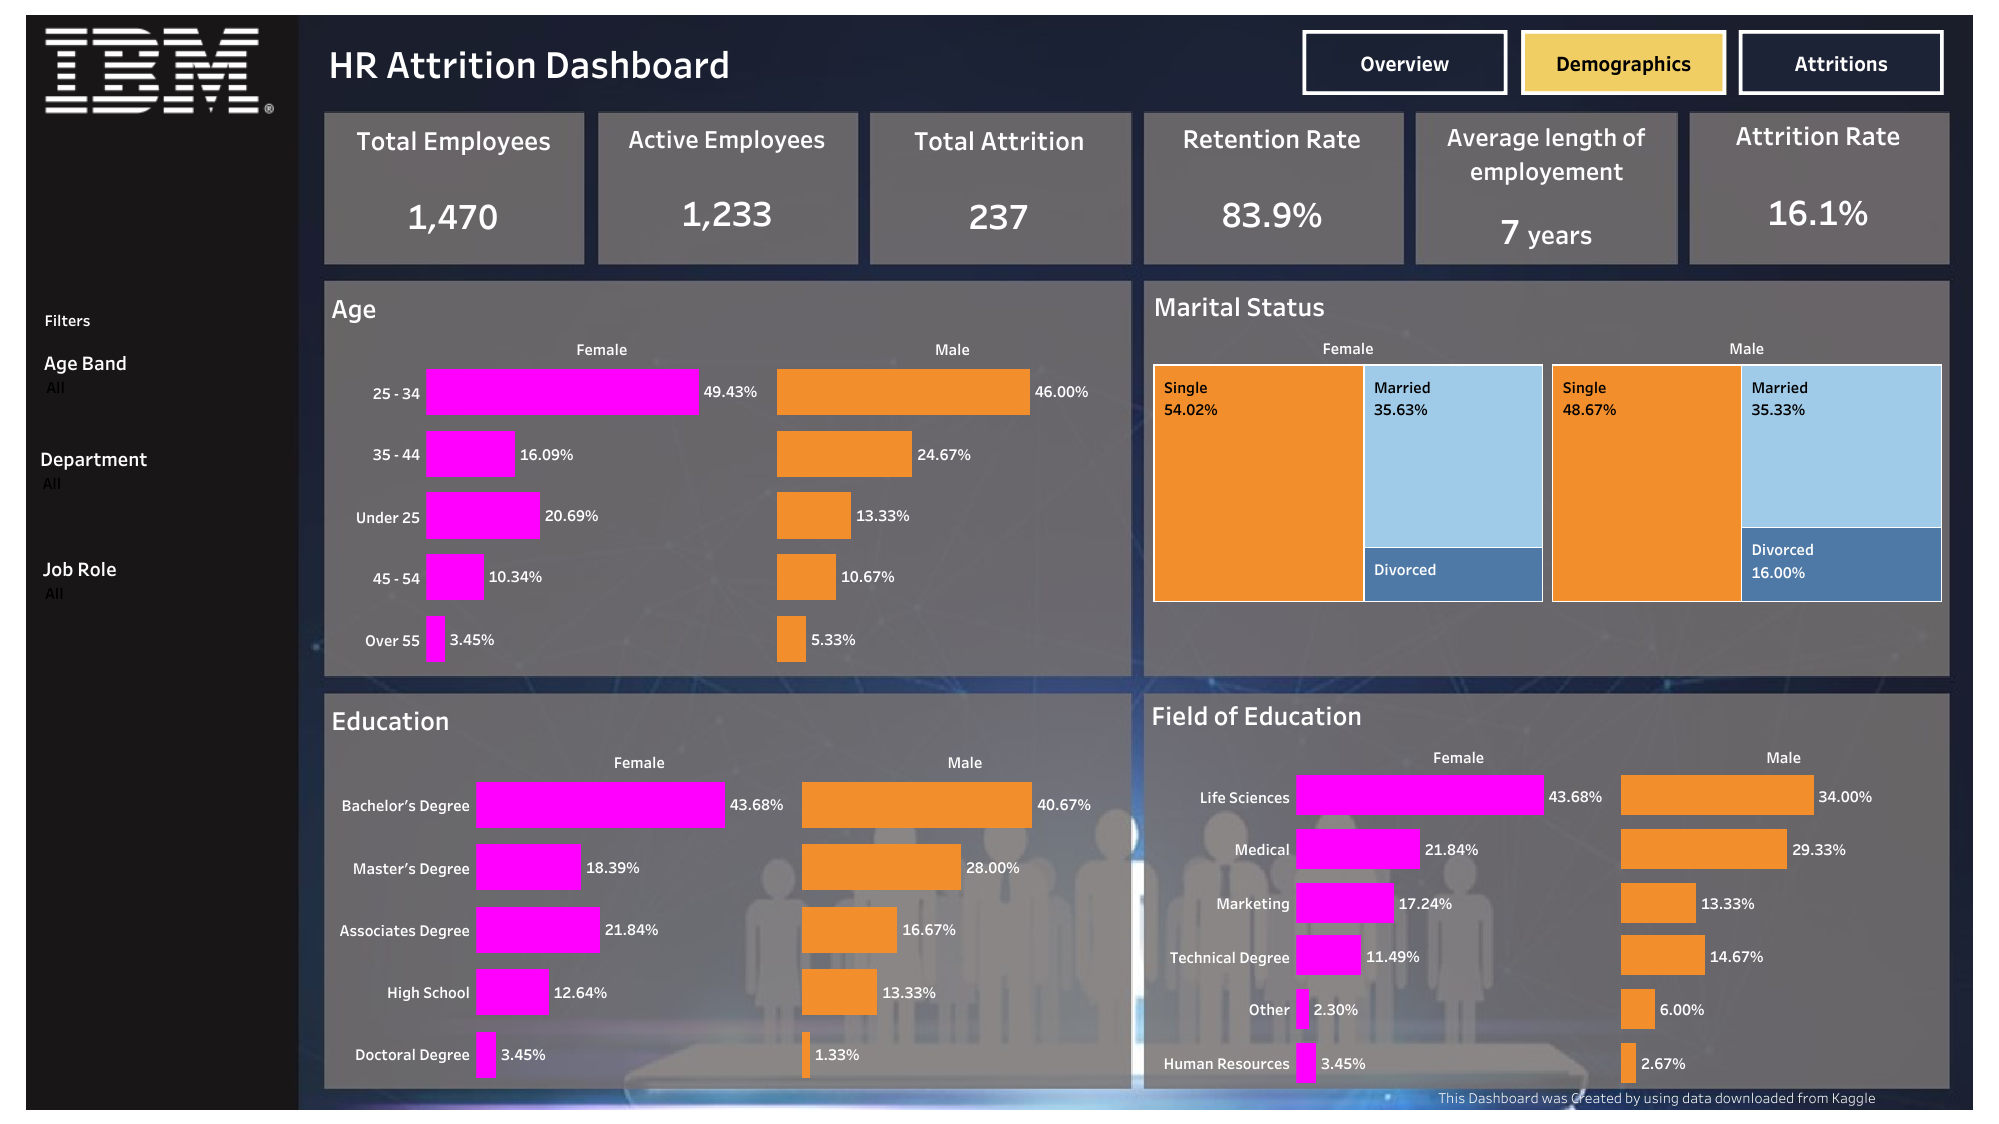 IBM®
HR Attrition Dashboard
Overview
Demographics
Attritions
Total Employees
1,470
Active Employees
1,233
Total Attrition
237
Retention Rate
83.9%
Average length of
employement
7 years
Attrition Rate
16.1%
Filters
Age Band
All
Department
All
Job Role
All
Age
Female
Male
25 - 34
49.43%
46.00%
35 - 44
16.09%
24.67%
Under 25
20.69%
13.33%
45 - 54
10.34%
10.67%
Over 55
3.45%
5.33%
Marital Status
Female
Male
Single
54.02%
Married
35.63%
Divorced
Single
48.67%
Married
35.33%
Divorced
16.00%
Education
Female
Male
Bachelor's Degree
43.68%
40.67%
Master's Degree
18.39%
28.00%
Associates Degree
21.84%
16.67%
High School
12.64%
13.33%
Doctoral Degree
3.45%
1.33%
Field of Education
Female
Male
Life Sciences
43.68%
34.00%
Medical
21.84%
29.33%
Marketing
17.24%
13.33%
Technical Degree
11.49%
14.67%
Other
2.30%
6.00%
Human Resources
3.45%
2.67%
This Dashboard was Created by using data downloaded from Kaggle